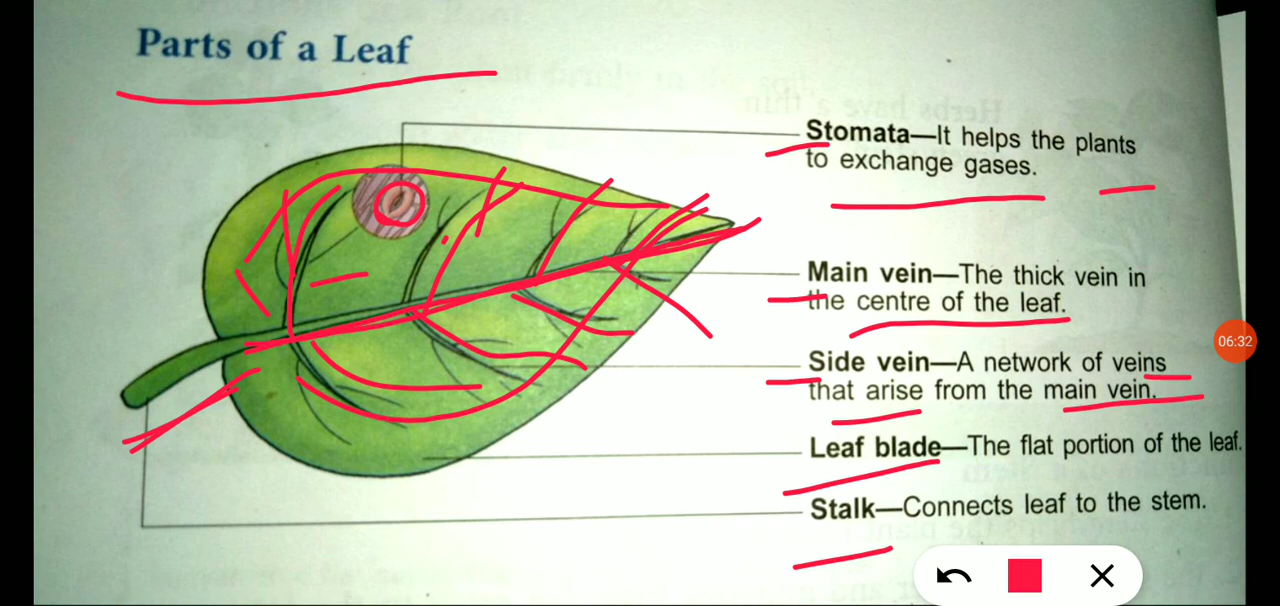 Parts of a Leaf
Stomata—It helps the plants
to exchange gases.
Main vein—The thick vein in
the centre of the leaf.
Side vein—A network of veins
that arise from the main vein.
Leaf blade—The flat portion of the leaf.
Stalk—Connects leaf to the stem.
06:32